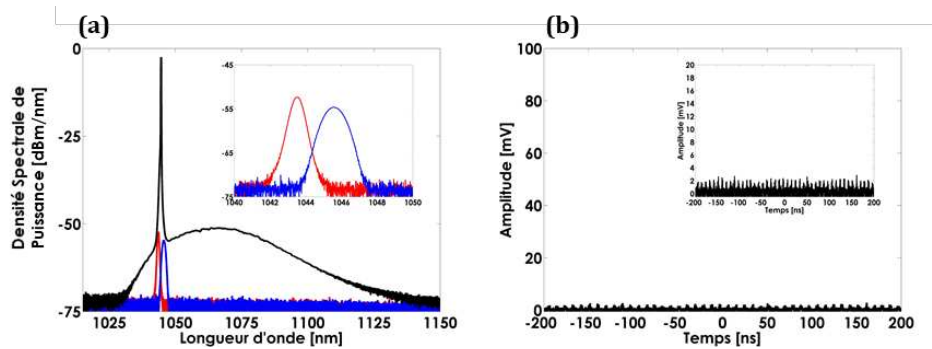 (a)
(b)
Densité Spectrale de
Puissance [dBm/nm]
0
-25
-50
-75
1025 1050 1075 1100 1125 1150
Longueur d'onde [nm]
-45
-55
-65
-75
1040 1042 1044 1046 1048 1050
Amplitude [mV]
100
80
60
40
20
0
-200 -150 -100 -50 0 50 100 150 200
Temps [ns]
Amplitude [mV]
20
18
16
14
12
10
8
6
4
2
0
-200 -150 -100 -50 0 50 100 150 200
Temps [ns]